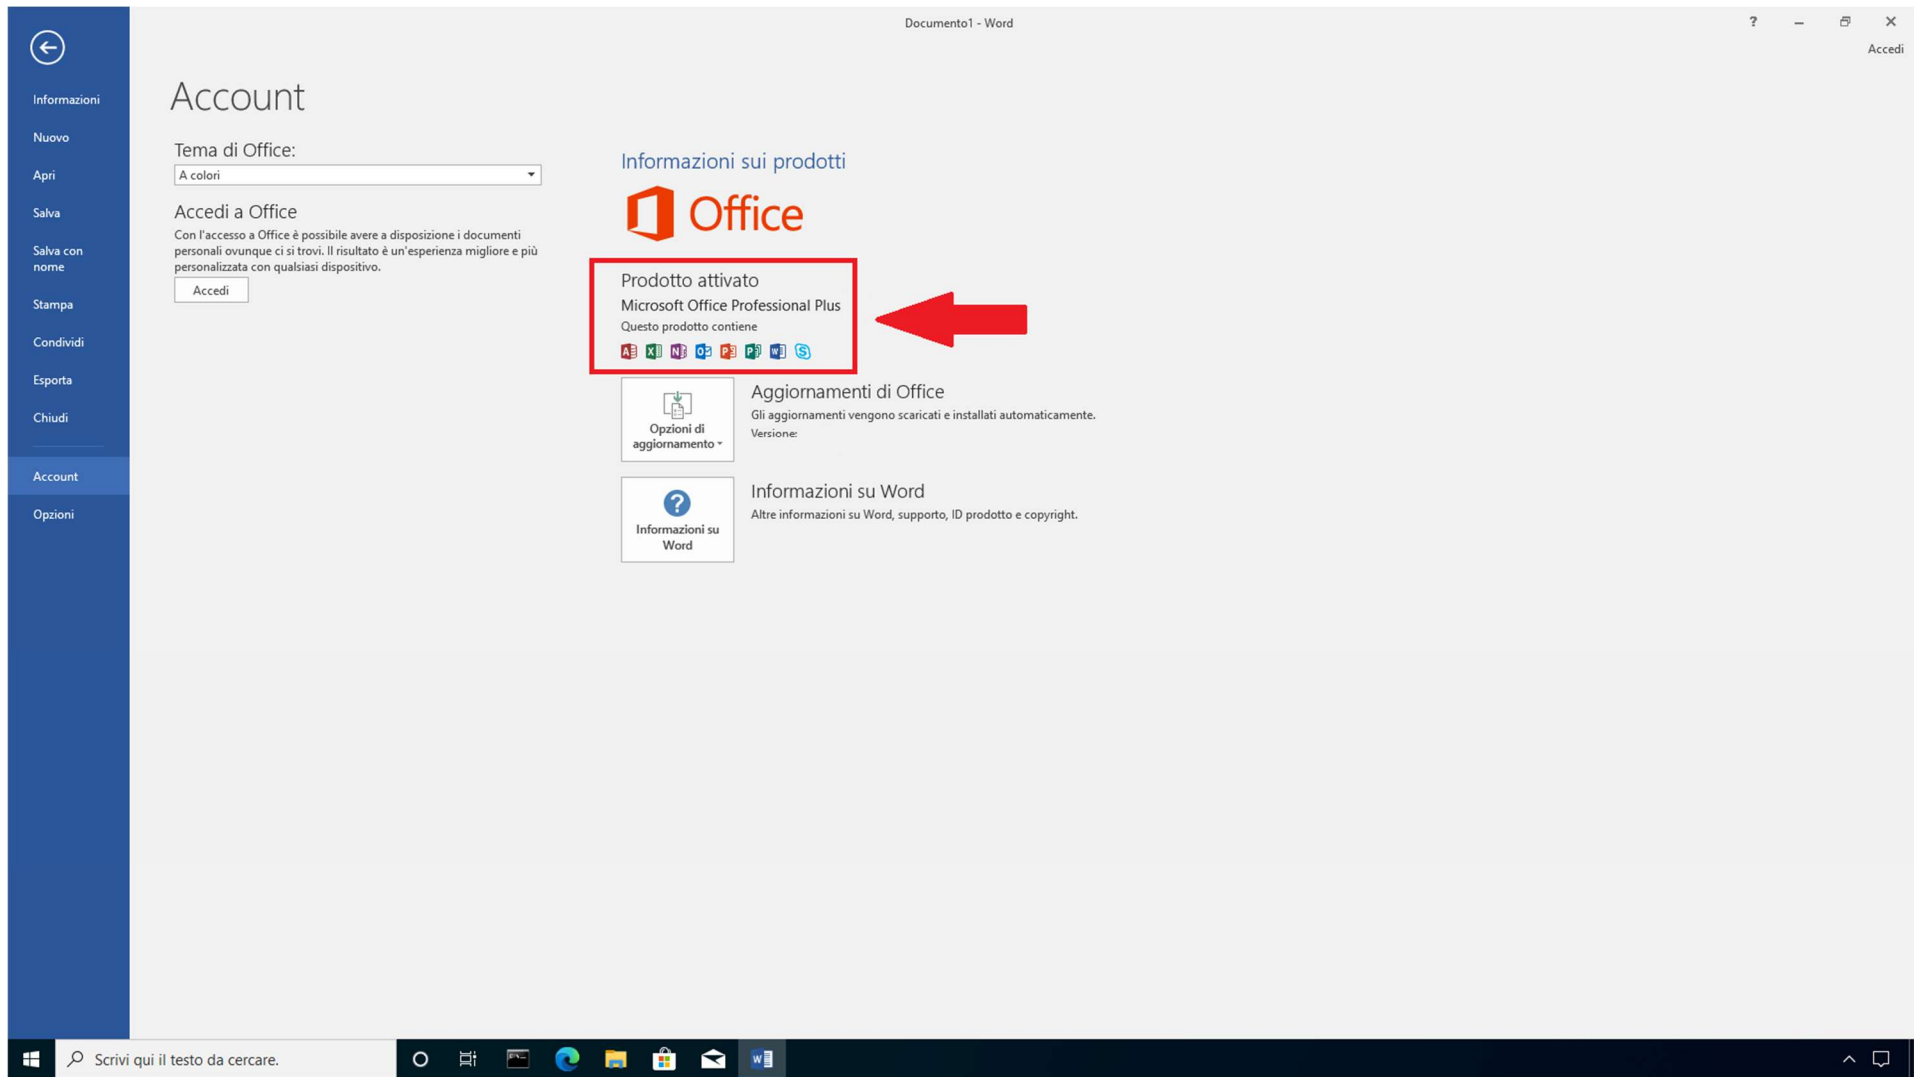 Documento1 - Word
?
Accedi
Informazioni
Nuovo
Apri
Salva
Salva con
nome
Stampa
Condividi
Esporta
Chiudi
Account
Opzioni
Account
Tema di Office:
A colori
Accedi a Office
Con l'accesso a Office è possibile avere a disposizione i documenti
personali ovunque ci si trovi. Il risultato è un'esperienza migliore e più
personalizzata con qualsiasi dispositivo.
Accedi
Informazioni sui prodotti
Office
Prodotto attivato
Microsoft Office Professional Plus
Questo prodotto contiene
Opzioni di
aggiornamento
Aggiornamenti di Office
Gli aggiornamenti vengono scaricati e installati automaticamente.
Versione:
?
Informazioni su
Word
Informazioni su Word
Altre informazioni su Word, supporto, ID prodotto e copyright.
Scrivi qui il testo da cercare.